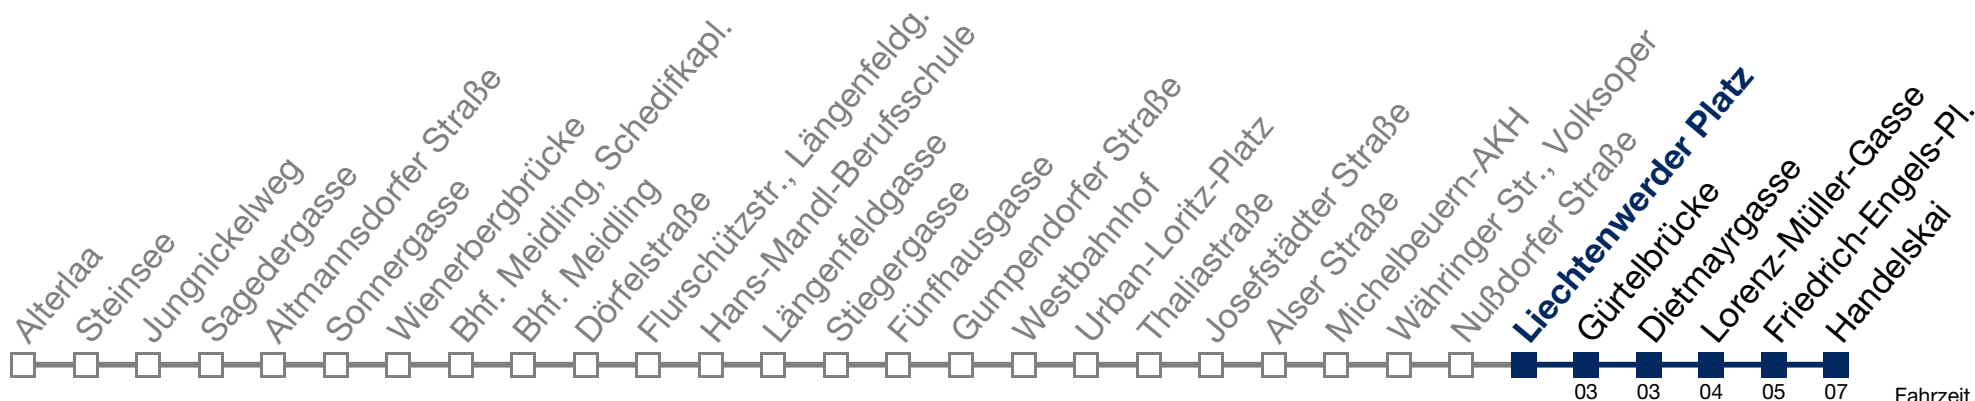 Alterlaa
Steinsee
Jungnickelweg
Sagedergasse
Altmannsdorfer Straße
Sonnergasse
Wienerbergbrücke
Bhf. Meidling, Schedifkapl.
Bhf. Meidling
Dörfelstraße
Flurschützstr., Längenfeldg.
Hans-Mandl-Berufsschule
Längenfeldgasse
Stiegergasse
Fünfhausgasse
Gumpendorfer Straße
Westbahnhof
Urban-Loritz-Platz
Thaliastraße
Josefstädter Straße
Alser Straße
Michelbeuern-AKH
Währinger Str., Volksoper
Nußdorfer Straße
Liechtenwerder Platz
Gürtelbrücke
Dietmayrgasse
Lorenz-Müller-Gasse
Friedrich-Engels-Pl.
Handelskai
03 03 04 05 07 Fahrzeit